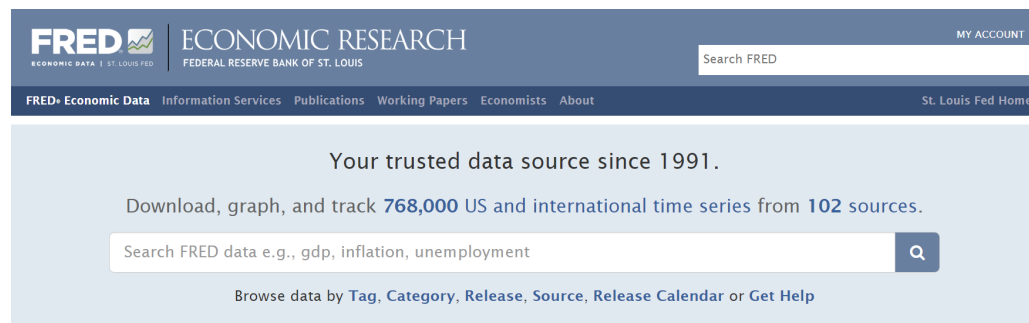 FRED
ECONOMIC DATA | ST. LOUIS FED
ECONOMIC RESEARCH
FEDERAL RESERVE BANK OF ST. LOUIS
MY ACCOUNT
Search FRED
FRED® Economic Data Information Services Publications Working Papers Economists About St. Louis Fed Home
Your trusted data source since 1991.
Download, graph, and track 768,000 US and international time series from 102 sources.
Search FRED data e.g., gdp, inflation, unemployment
Browse data by Tag, Category, Release, Source, Release Calendar or Get Help